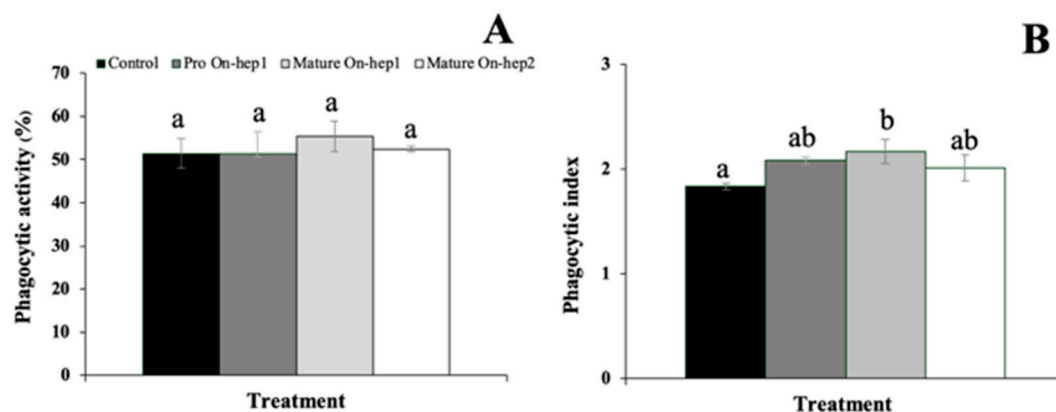 A
Control Pro On-hep1 Mature On-hep1 Mature On-hep2
Phagocytic activity (%)
70
60
50
40
30
20
10
0
a a a a
Treatment
B
Phagocytic index
3
2
1
0
a ab b ab
Treatment